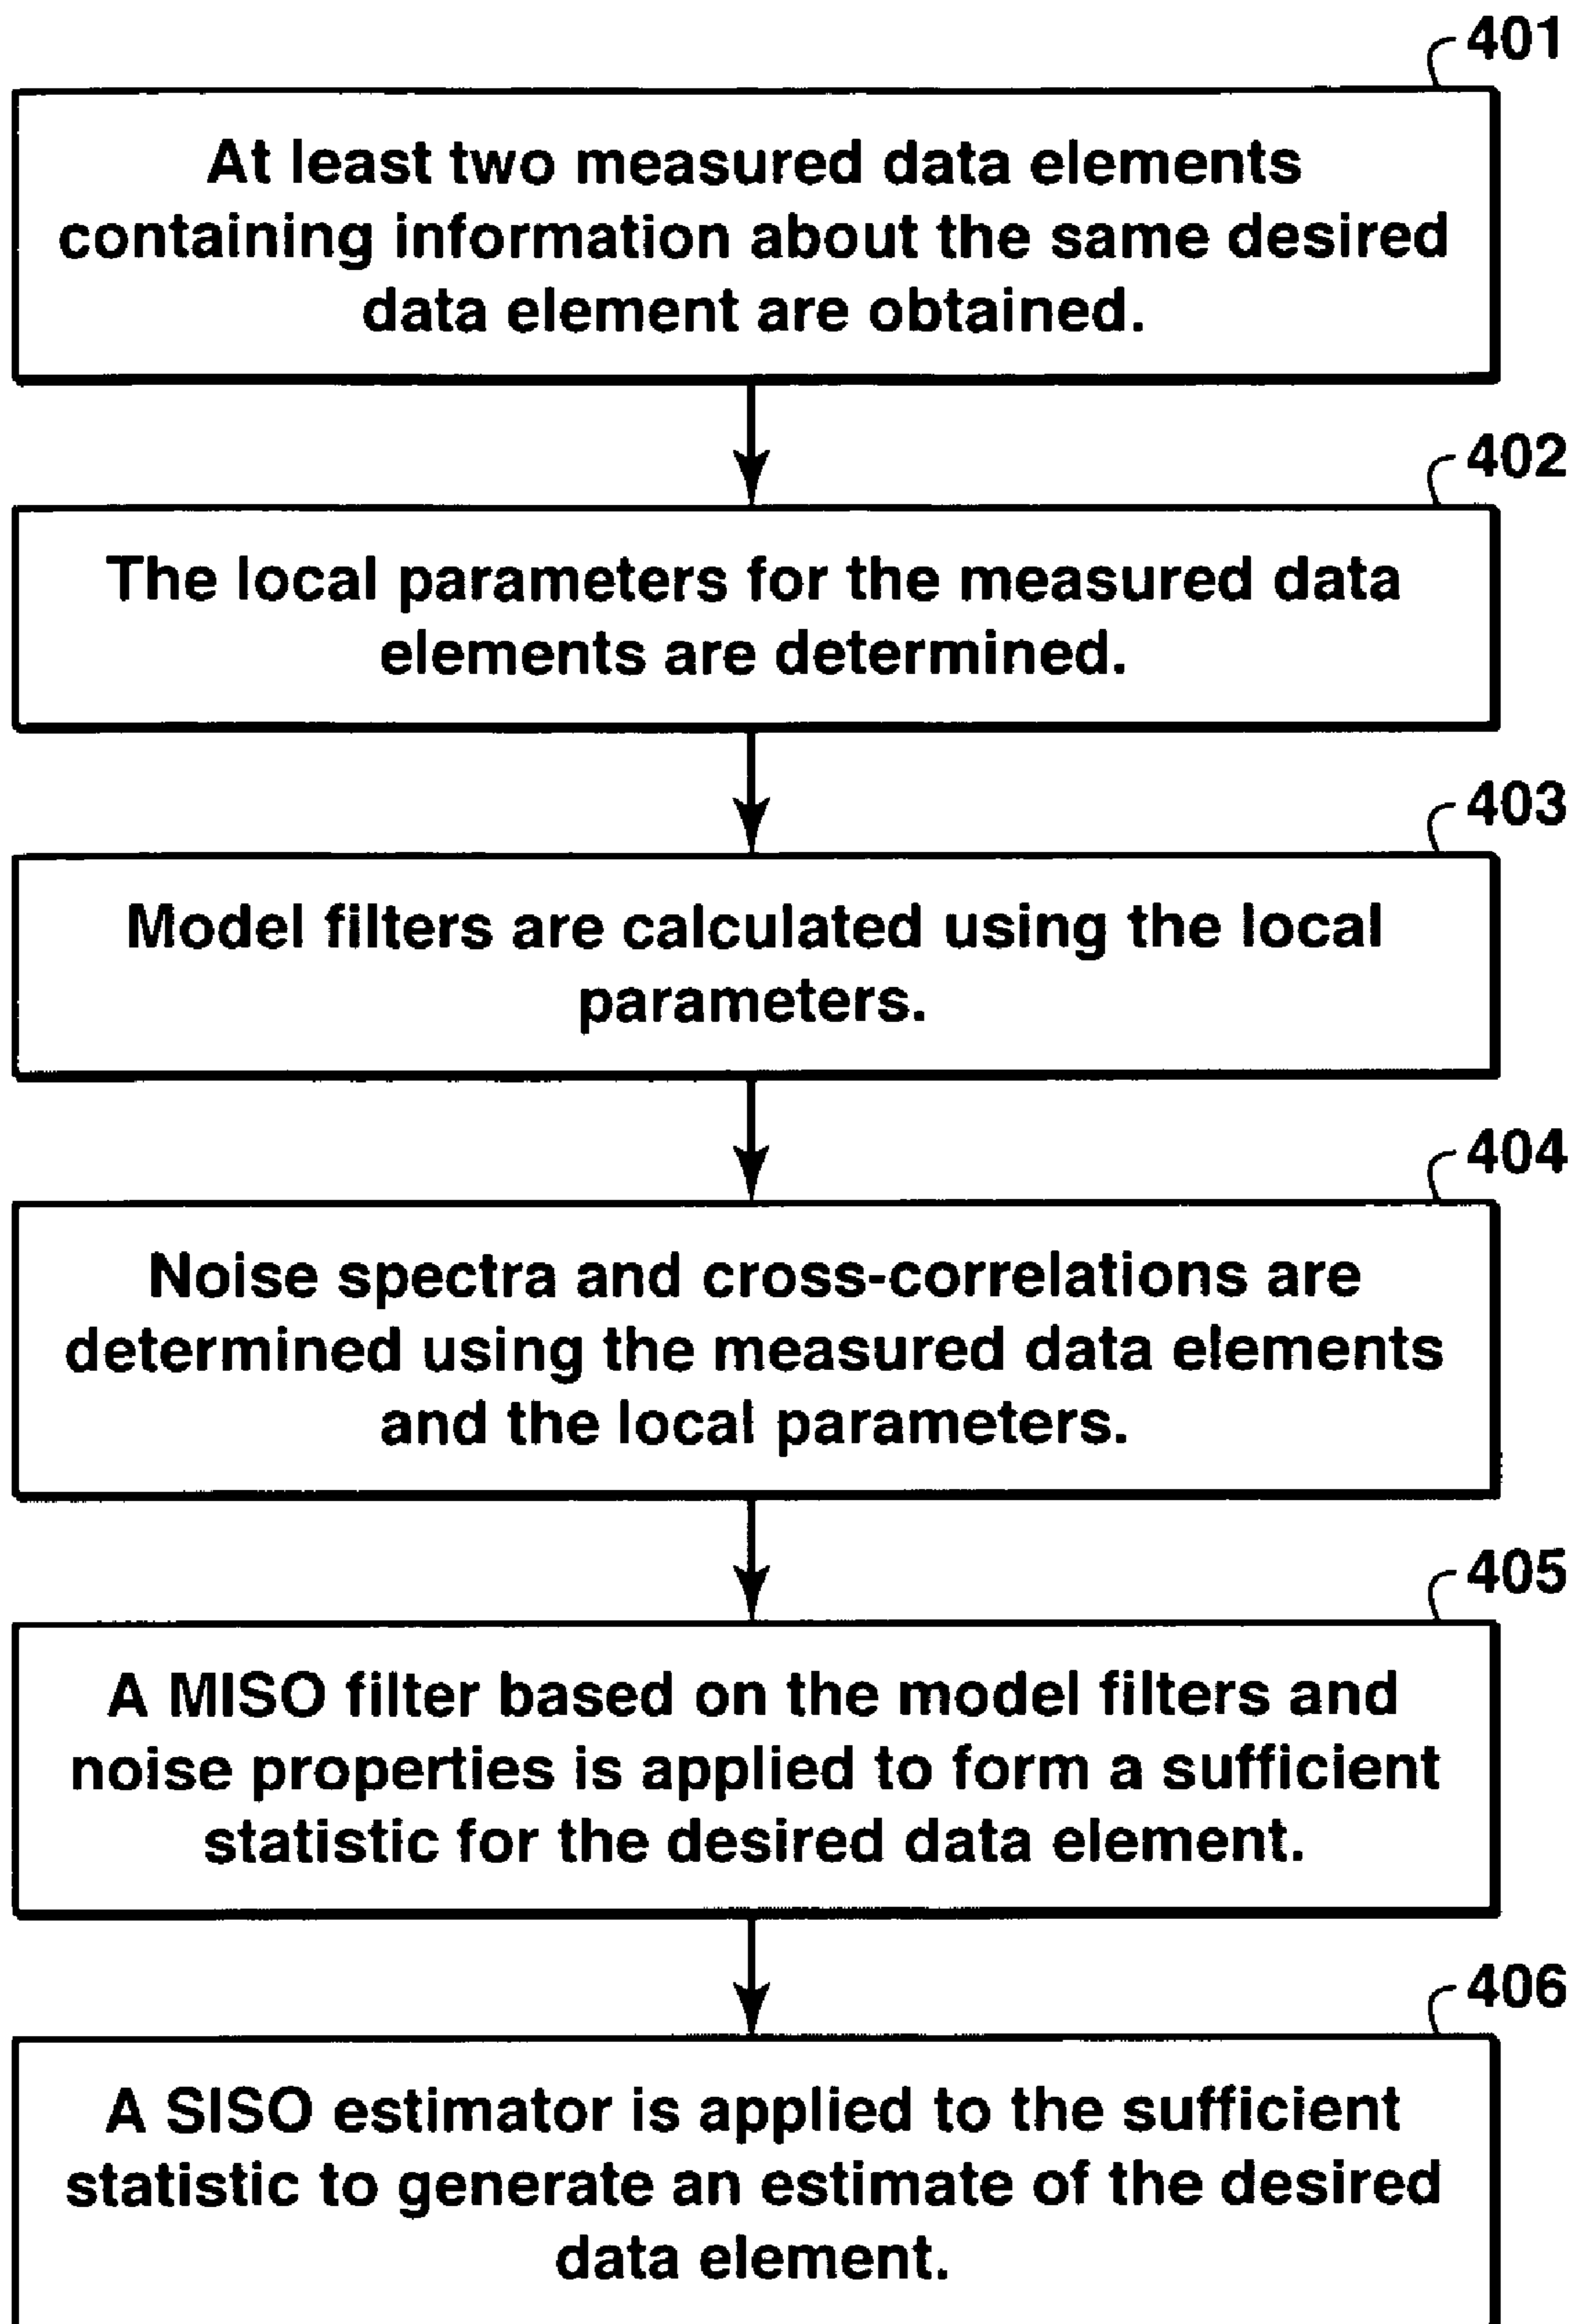 401
At least two measured data elements
containing information about the same desired
data element are obtained.
402
The local parameters for the measured data
elements are determined.
403
Model filters are calculated using the local
parameters.
404
Noise spectra and cross-correlations are
determined using the measured data elements
and the local parameters.
405
A MISO filter based on the model filters and
noise properties is applied to form a sufficient
statistic for the desired data element.
406
A SISO estimator is applied to the sufficient
statistic to generate an estimate of the desired
data element.